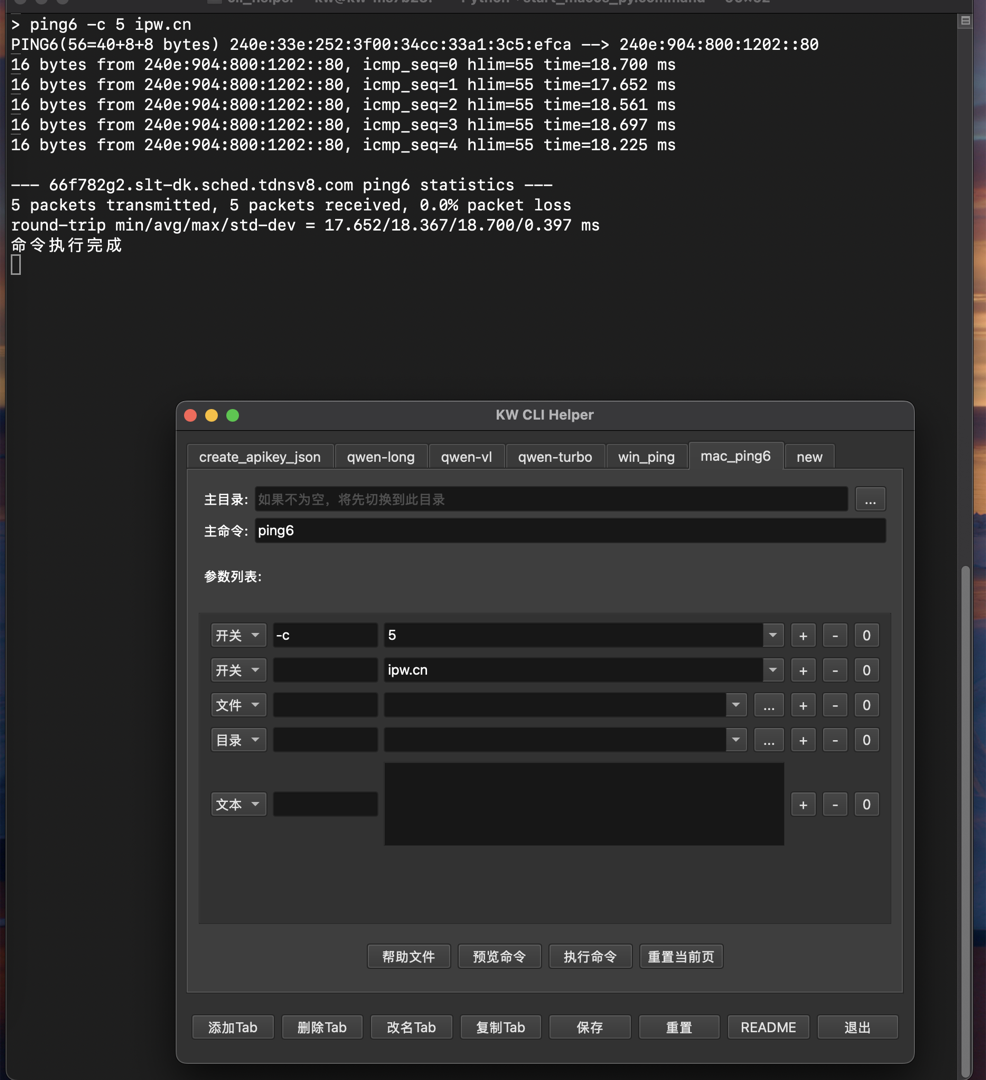 > ping6 -c 5 ipw.cn
PING6(56=40+8+8 bytes) 240e:33e:252:3f00:34cc:33a1:3c5:efca --> 240e:904:800:1202::80
16 bytes from 240e:904:800:1202::80, icmp_seq=0 hlim=55 time=18.700 ms
16 bytes from 240e:904:800:1202::80, icmp_seq=1 hlim=55 time=17.652 ms
16 bytes from 240e:904:800:1202::80, icmp_seq=2 hlim=55 time=18.561 ms
16 bytes from 240e:904:800:1202::80, icmp_seq=3 hlim=55 time=18.697 ms
16 bytes from 240e:904:800:1202::80, icmp_seq=4 hlim=55 time=18.225 ms
--- 66f782g2.slt-dk.sched.tdnsv8.com ping6 statistics ---
5 packets transmitted, 5 packets received, 0.0% packet loss
round-trip min/avg/max/std-dev = 17.652/18.367/18.700/0.397 ms
命令执行完成
KW CLI Helper
create_apikey_json qwen-long qwen-vl qwen-turbo win_ping mac_ping6 new
主目录: 如果不为空，将先切换到此目录 ...
主命令: ping6
参数列表:
开关 -c 5 + - 0
开关 ipw.cn + - 0
文件 ... + - 0
目录 ... + - 0
文本 + - 0
帮助文件 预览命令 执行命令 重置当前页
添加Tab 删除Tab 改名Tab 复制Tab 保存 重置 README 退出